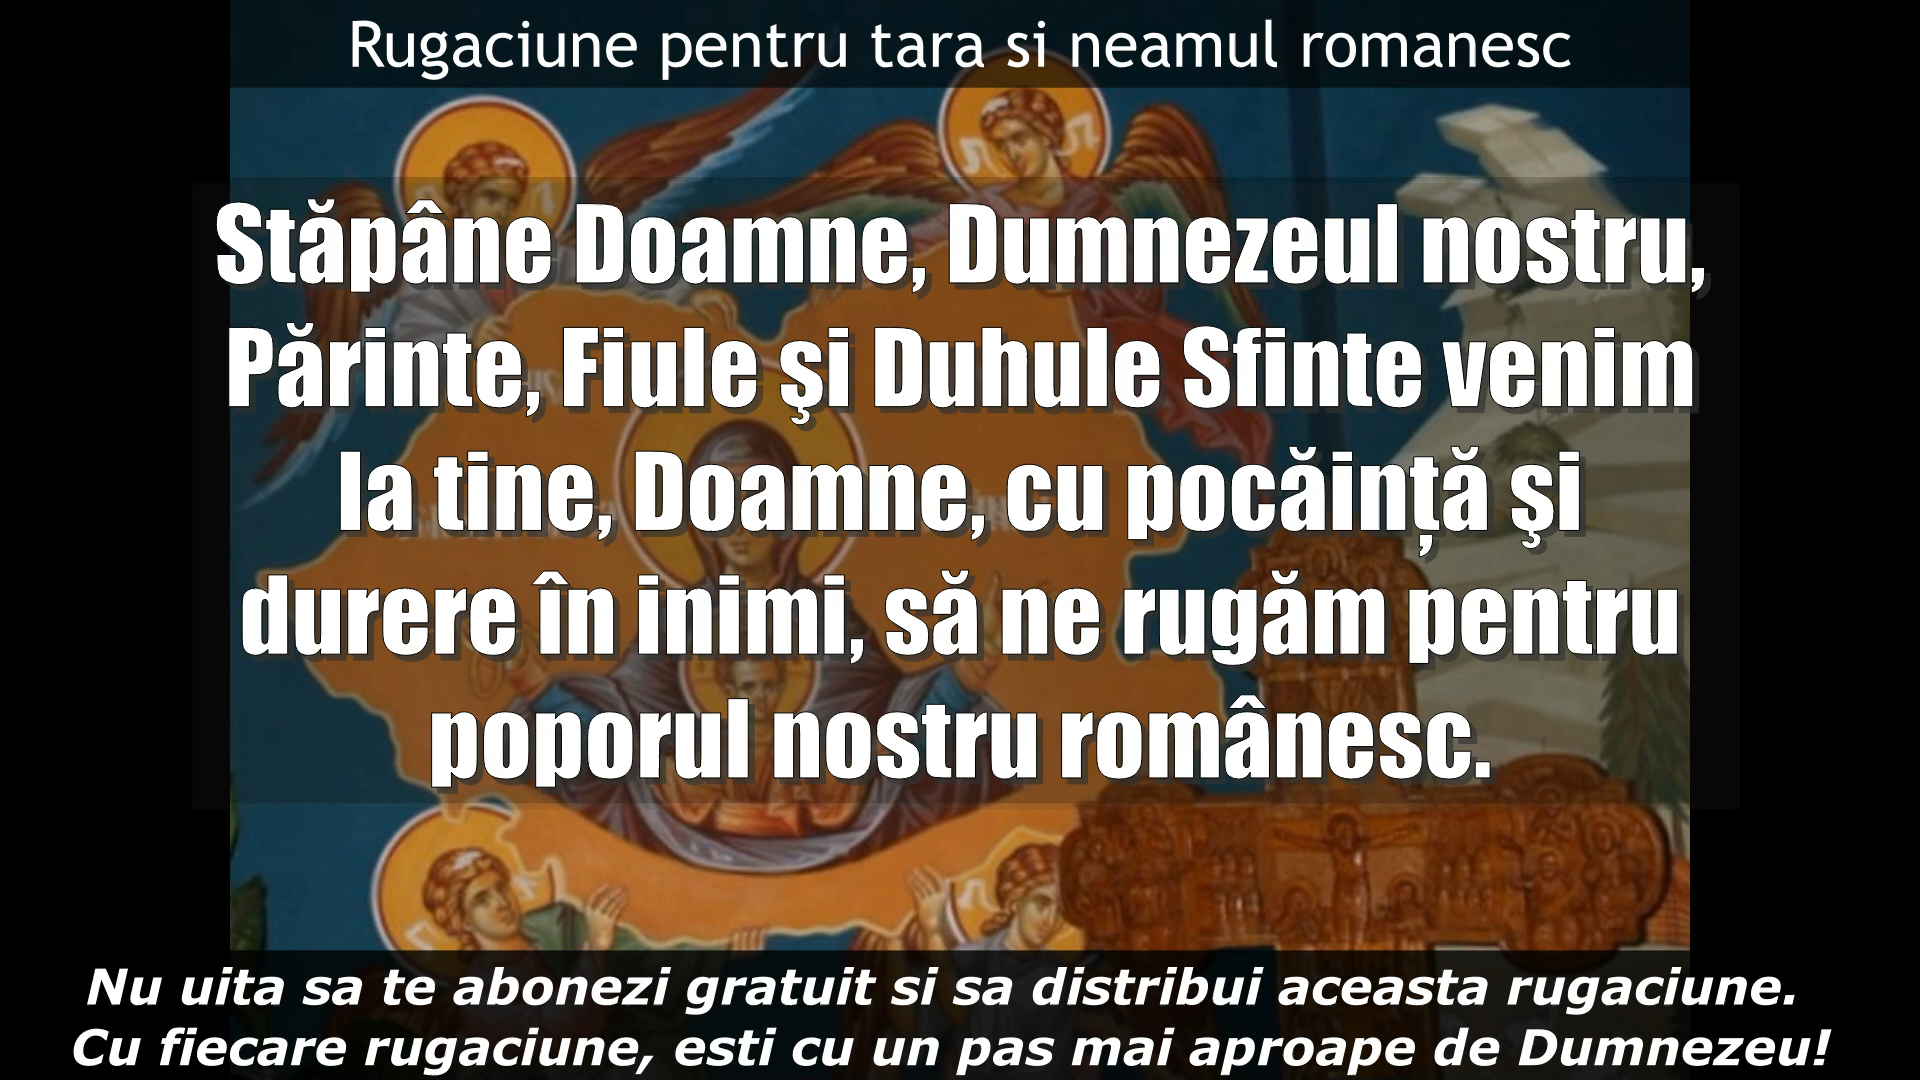 Rugaciune pentru tara si neamul romanesc
Stăpâne Doamne, Dumnezeul nostru,
Părinte, Fiule şi Duhule Sfinte venim
la tine, Doamne, cu pocăinţă şi
durere în inimi, să ne rugăm pentru
poporul nostru românesc.
Nu uita sa te abonezi gratuit si sa distribui aceasta rugaciune.
Cu fiecare rugaciune, esti cu un pas mai aproape de Dumnezeu!